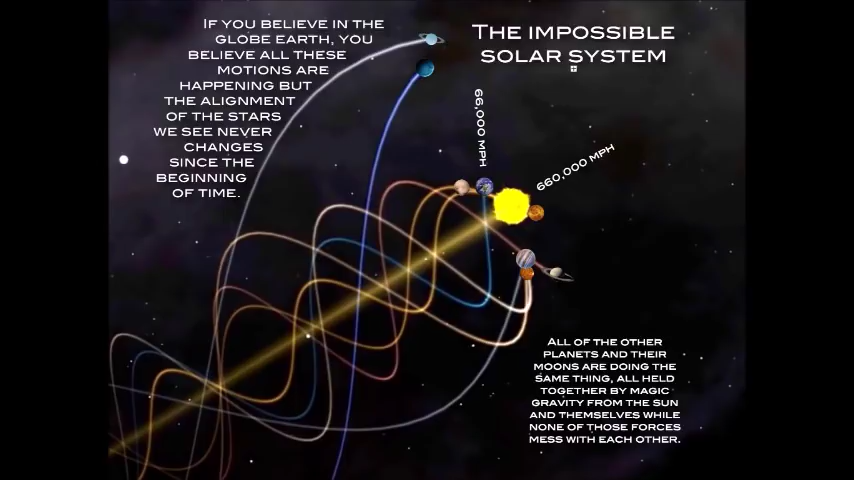 If you believe in the
globe earth, you
believe all these
motions are
happening but
the alignment
of the stars
we see never
changes
since the
beginning
of time.
The impossible
solar system
66,000 mph
660,000 mph
All of the other
planets and their
moons are doing the
same thing, all held
together by magic
gravity from the sun
and themselves while
none of those forces
mess with each other.